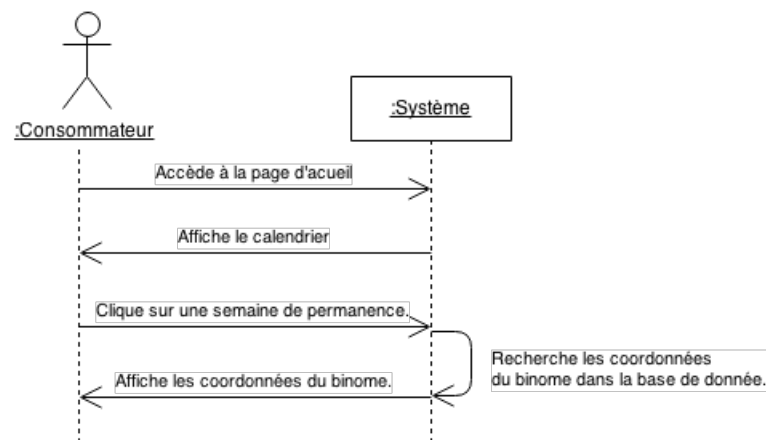 :Système
:Consommateur
Accède à la page d'acueil
Affiche le calendrier
Clique sur une semaine de permanence.
Recherche les coordonnées
du binome dans la base de donnée.
Affiche les coordonnées du binome.